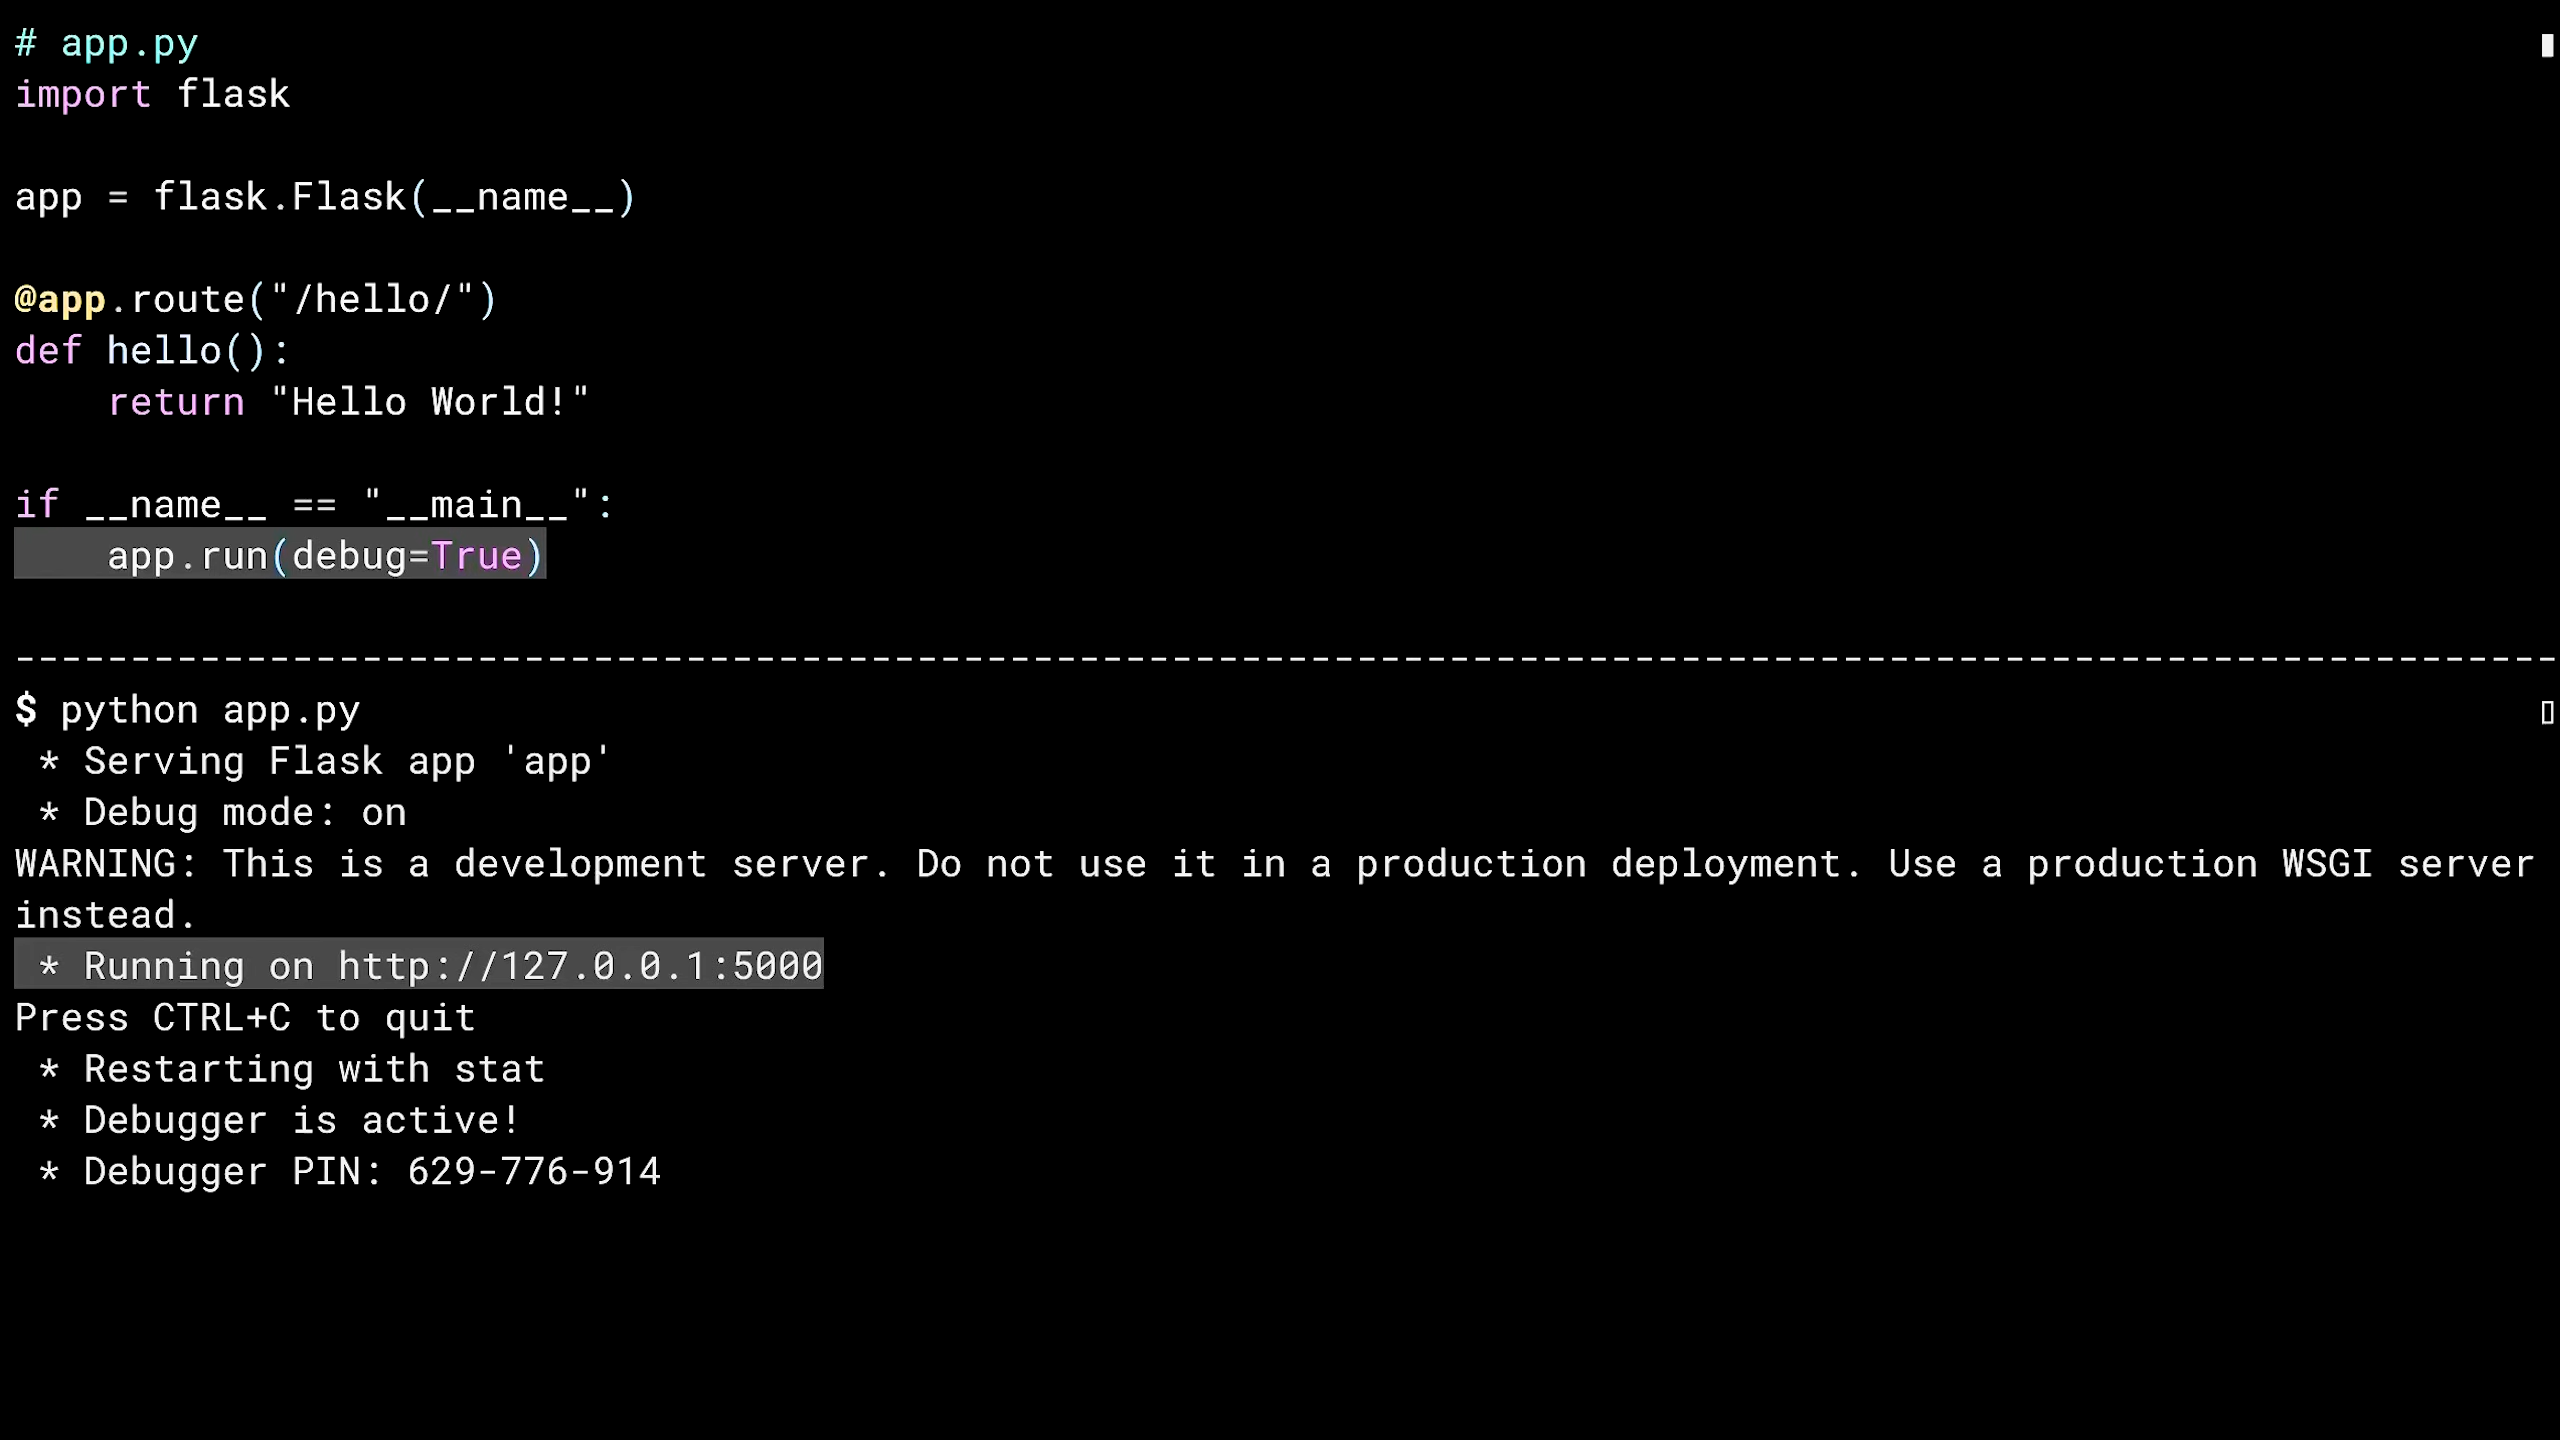 # app.py
import flask

app = flask.Flask(__name__)

@app.route("/hello/")
def hello():
    return "Hello World!"

if __name__ == "__main__":
    app.run(debug=True)

--------------------------------------------------------------------------------------------------------------
$ python app.py
 * Serving Flask app 'app'
 * Debug mode: on
WARNING: This is a development server. Do not use it in a production deployment. Use a production WSGI server
instead.
 * Running on http://127.0.0.1:5000
Press CTRL+C to quit
 * Restarting with stat
 * Debugger is active!
 * Debugger PIN: 629-776-914